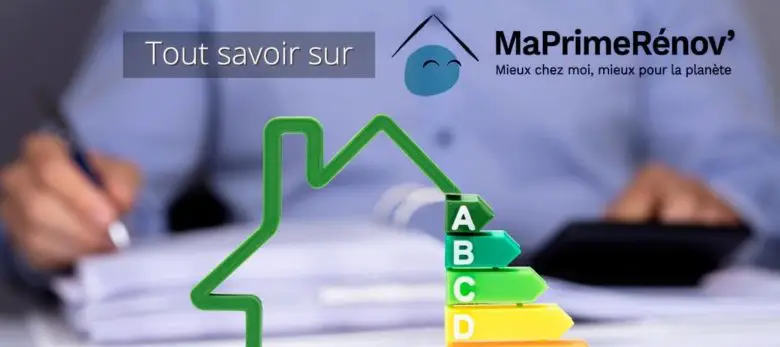 Tout savoir sur
MaPrimeRénov'
Mieux chez moi, mieux pour la planète
A
B
C
D